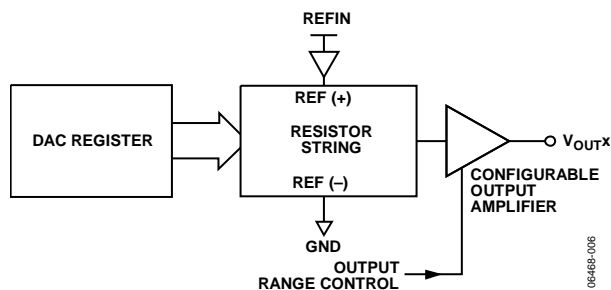 REFIN
REF (+)
DAC REGISTER
RESISTOR
STRING
REF (–)
GND
VOUTx
CONFIGURABLE
OUTPUT
AMPLIFIER
OUTPUT
RANGE CONTROL
06468-006